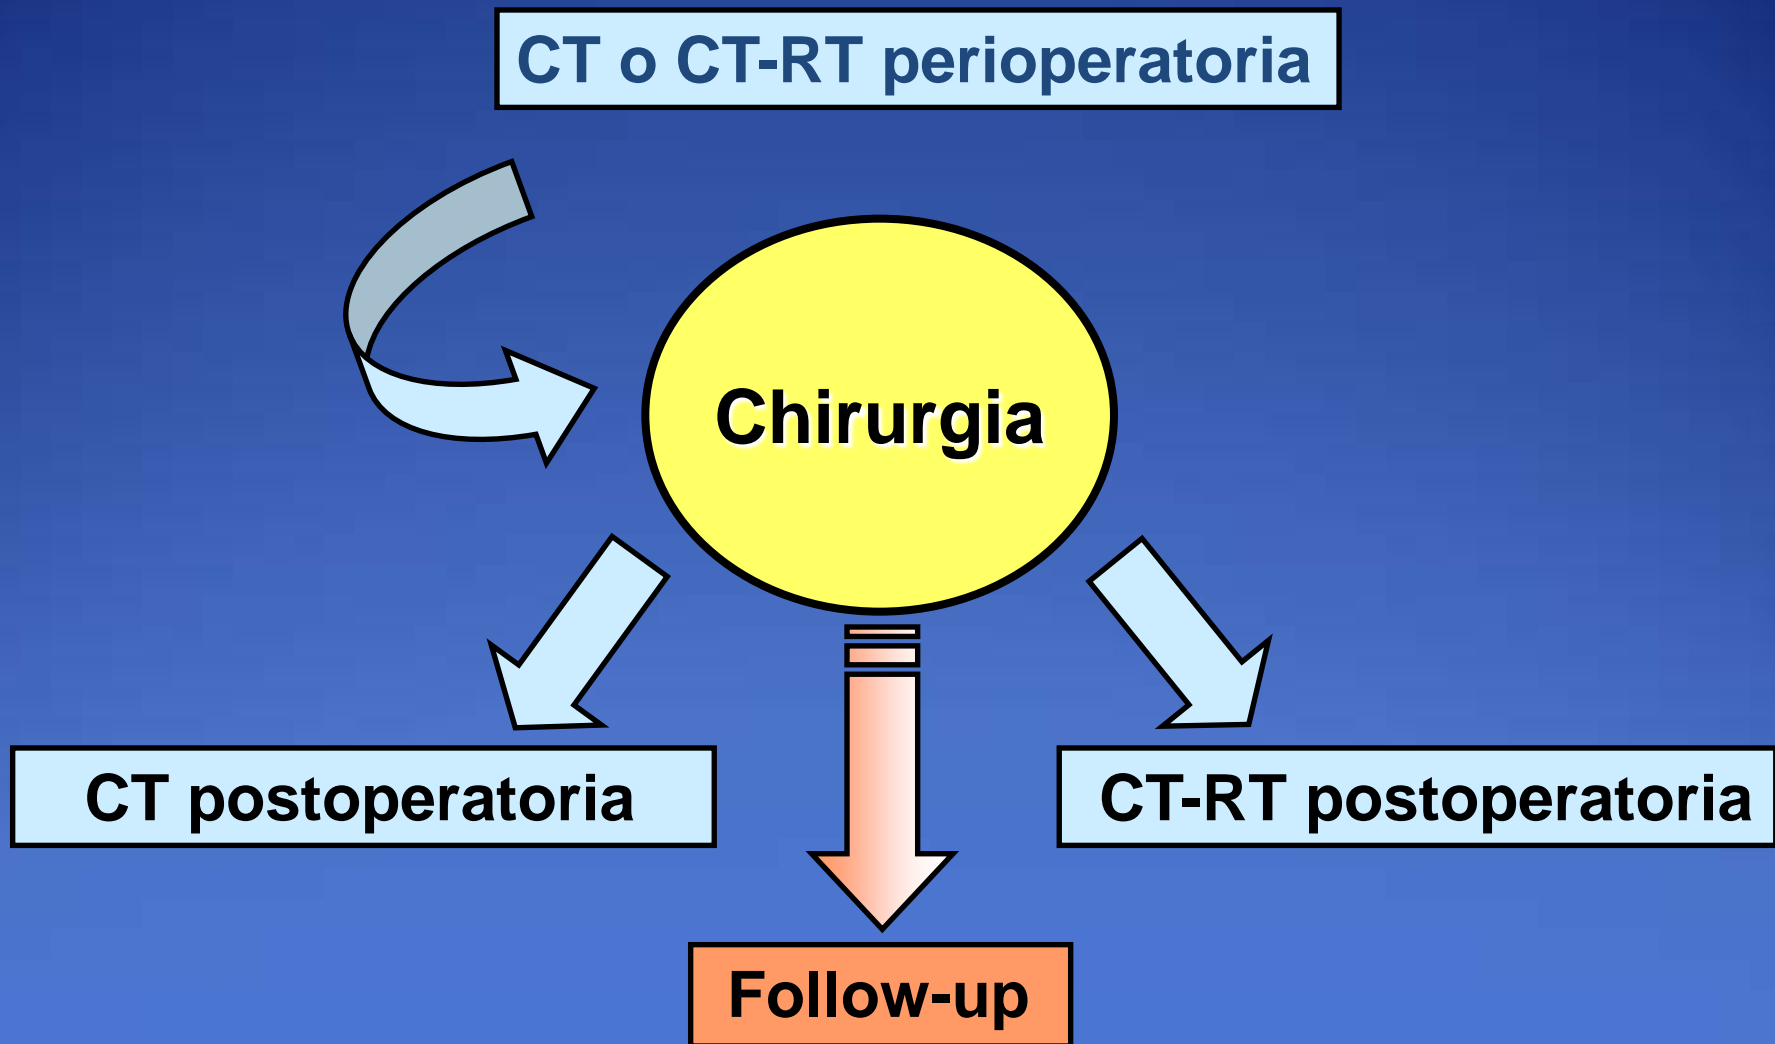 CT o CT-RT perioperatoria
Chirurgia
CT postoperatoria
CT-RT postoperatoria
Follow-up